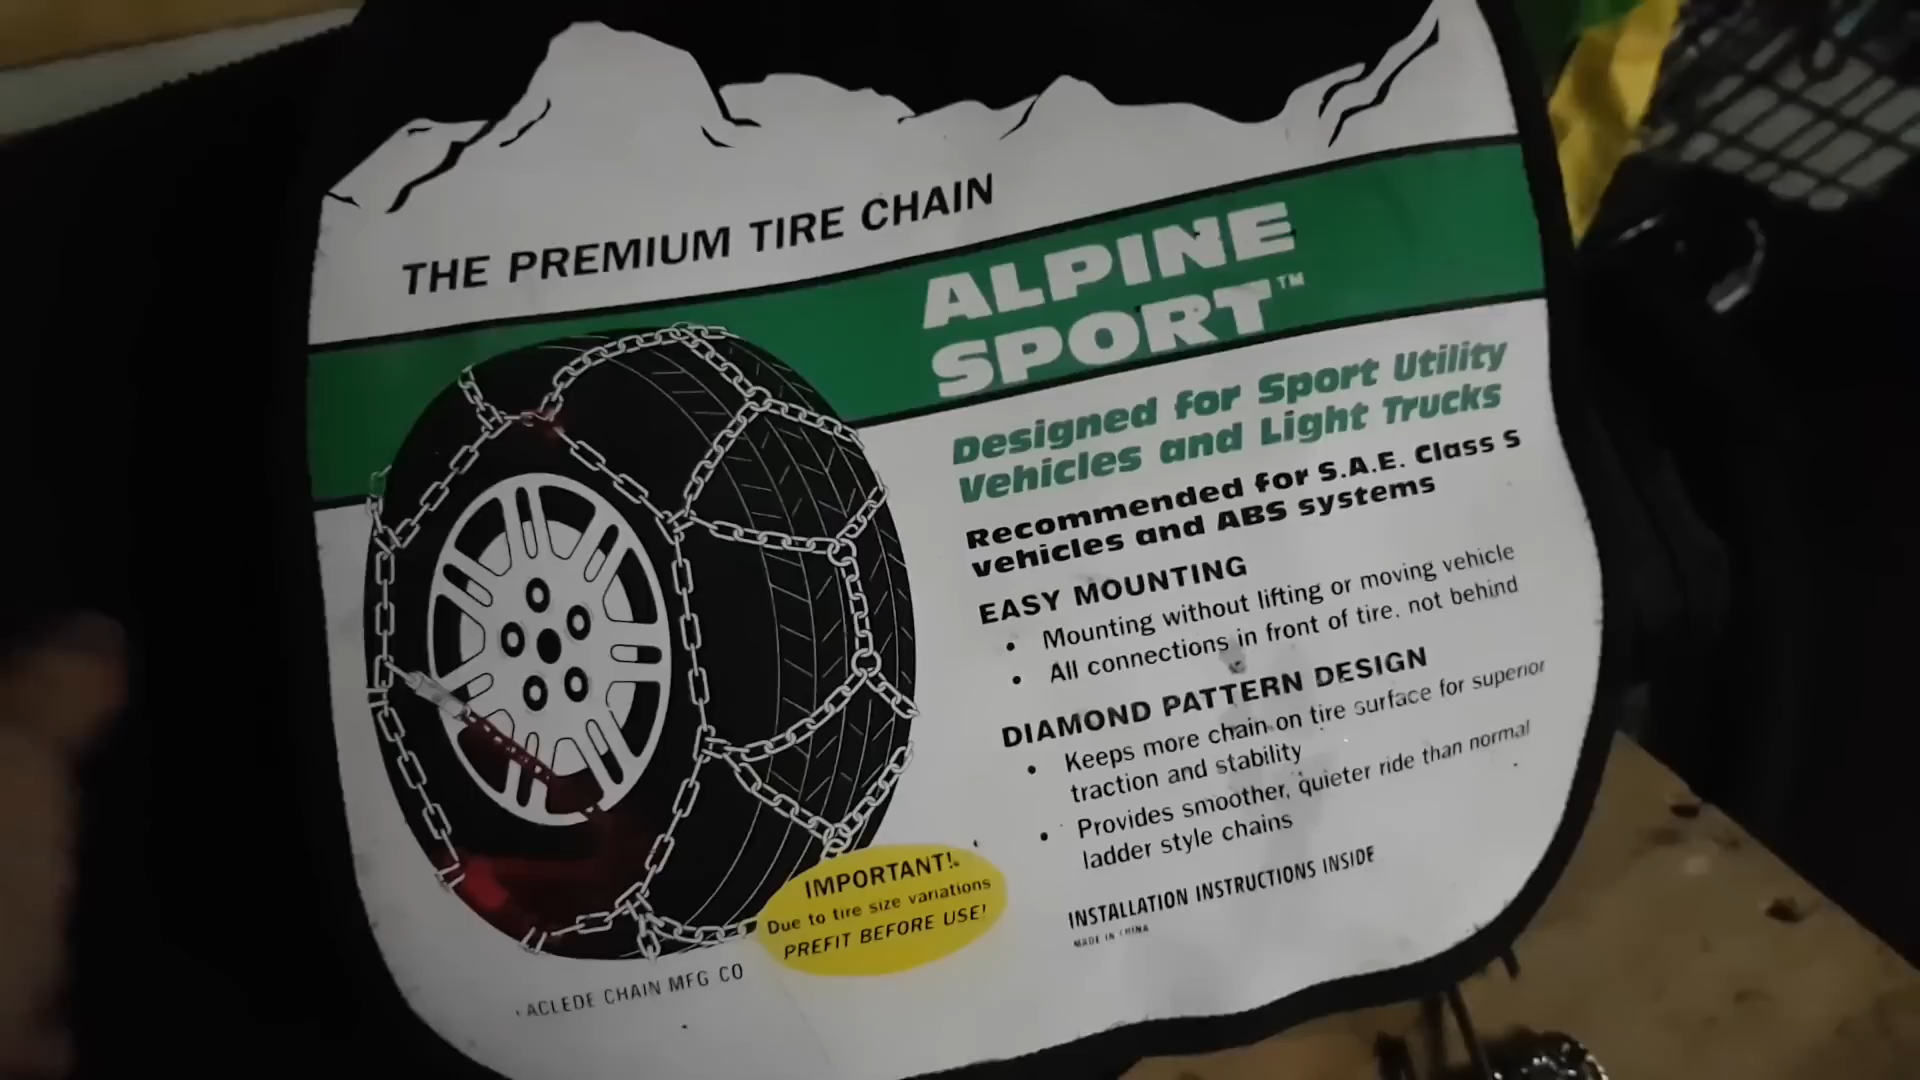 THE PREMIUM TIRE CHAIN
ALPINE
SPORT™
Designed for Sport Utility
Vehicles and Light Trucks
Recommended for S.A.E. Class S
vehicles and ABS systems
EASY MOUNTING
• Mounting without lifting or moving vehicle
• All connections in front of tire, not behind
DIAMOND PATTERN DESIGN
• Keeps more chain on tire surface for superior
traction and stability
• Provides smoother, quieter ride than normal
ladder style chains
INSTALLATION INSTRUCTIONS INSIDE
MADE IN CHINA
IMPORTANT!
Due to tire size variations
PREFIT BEFORE USE!
ACLEDE CHAIN MFG CO